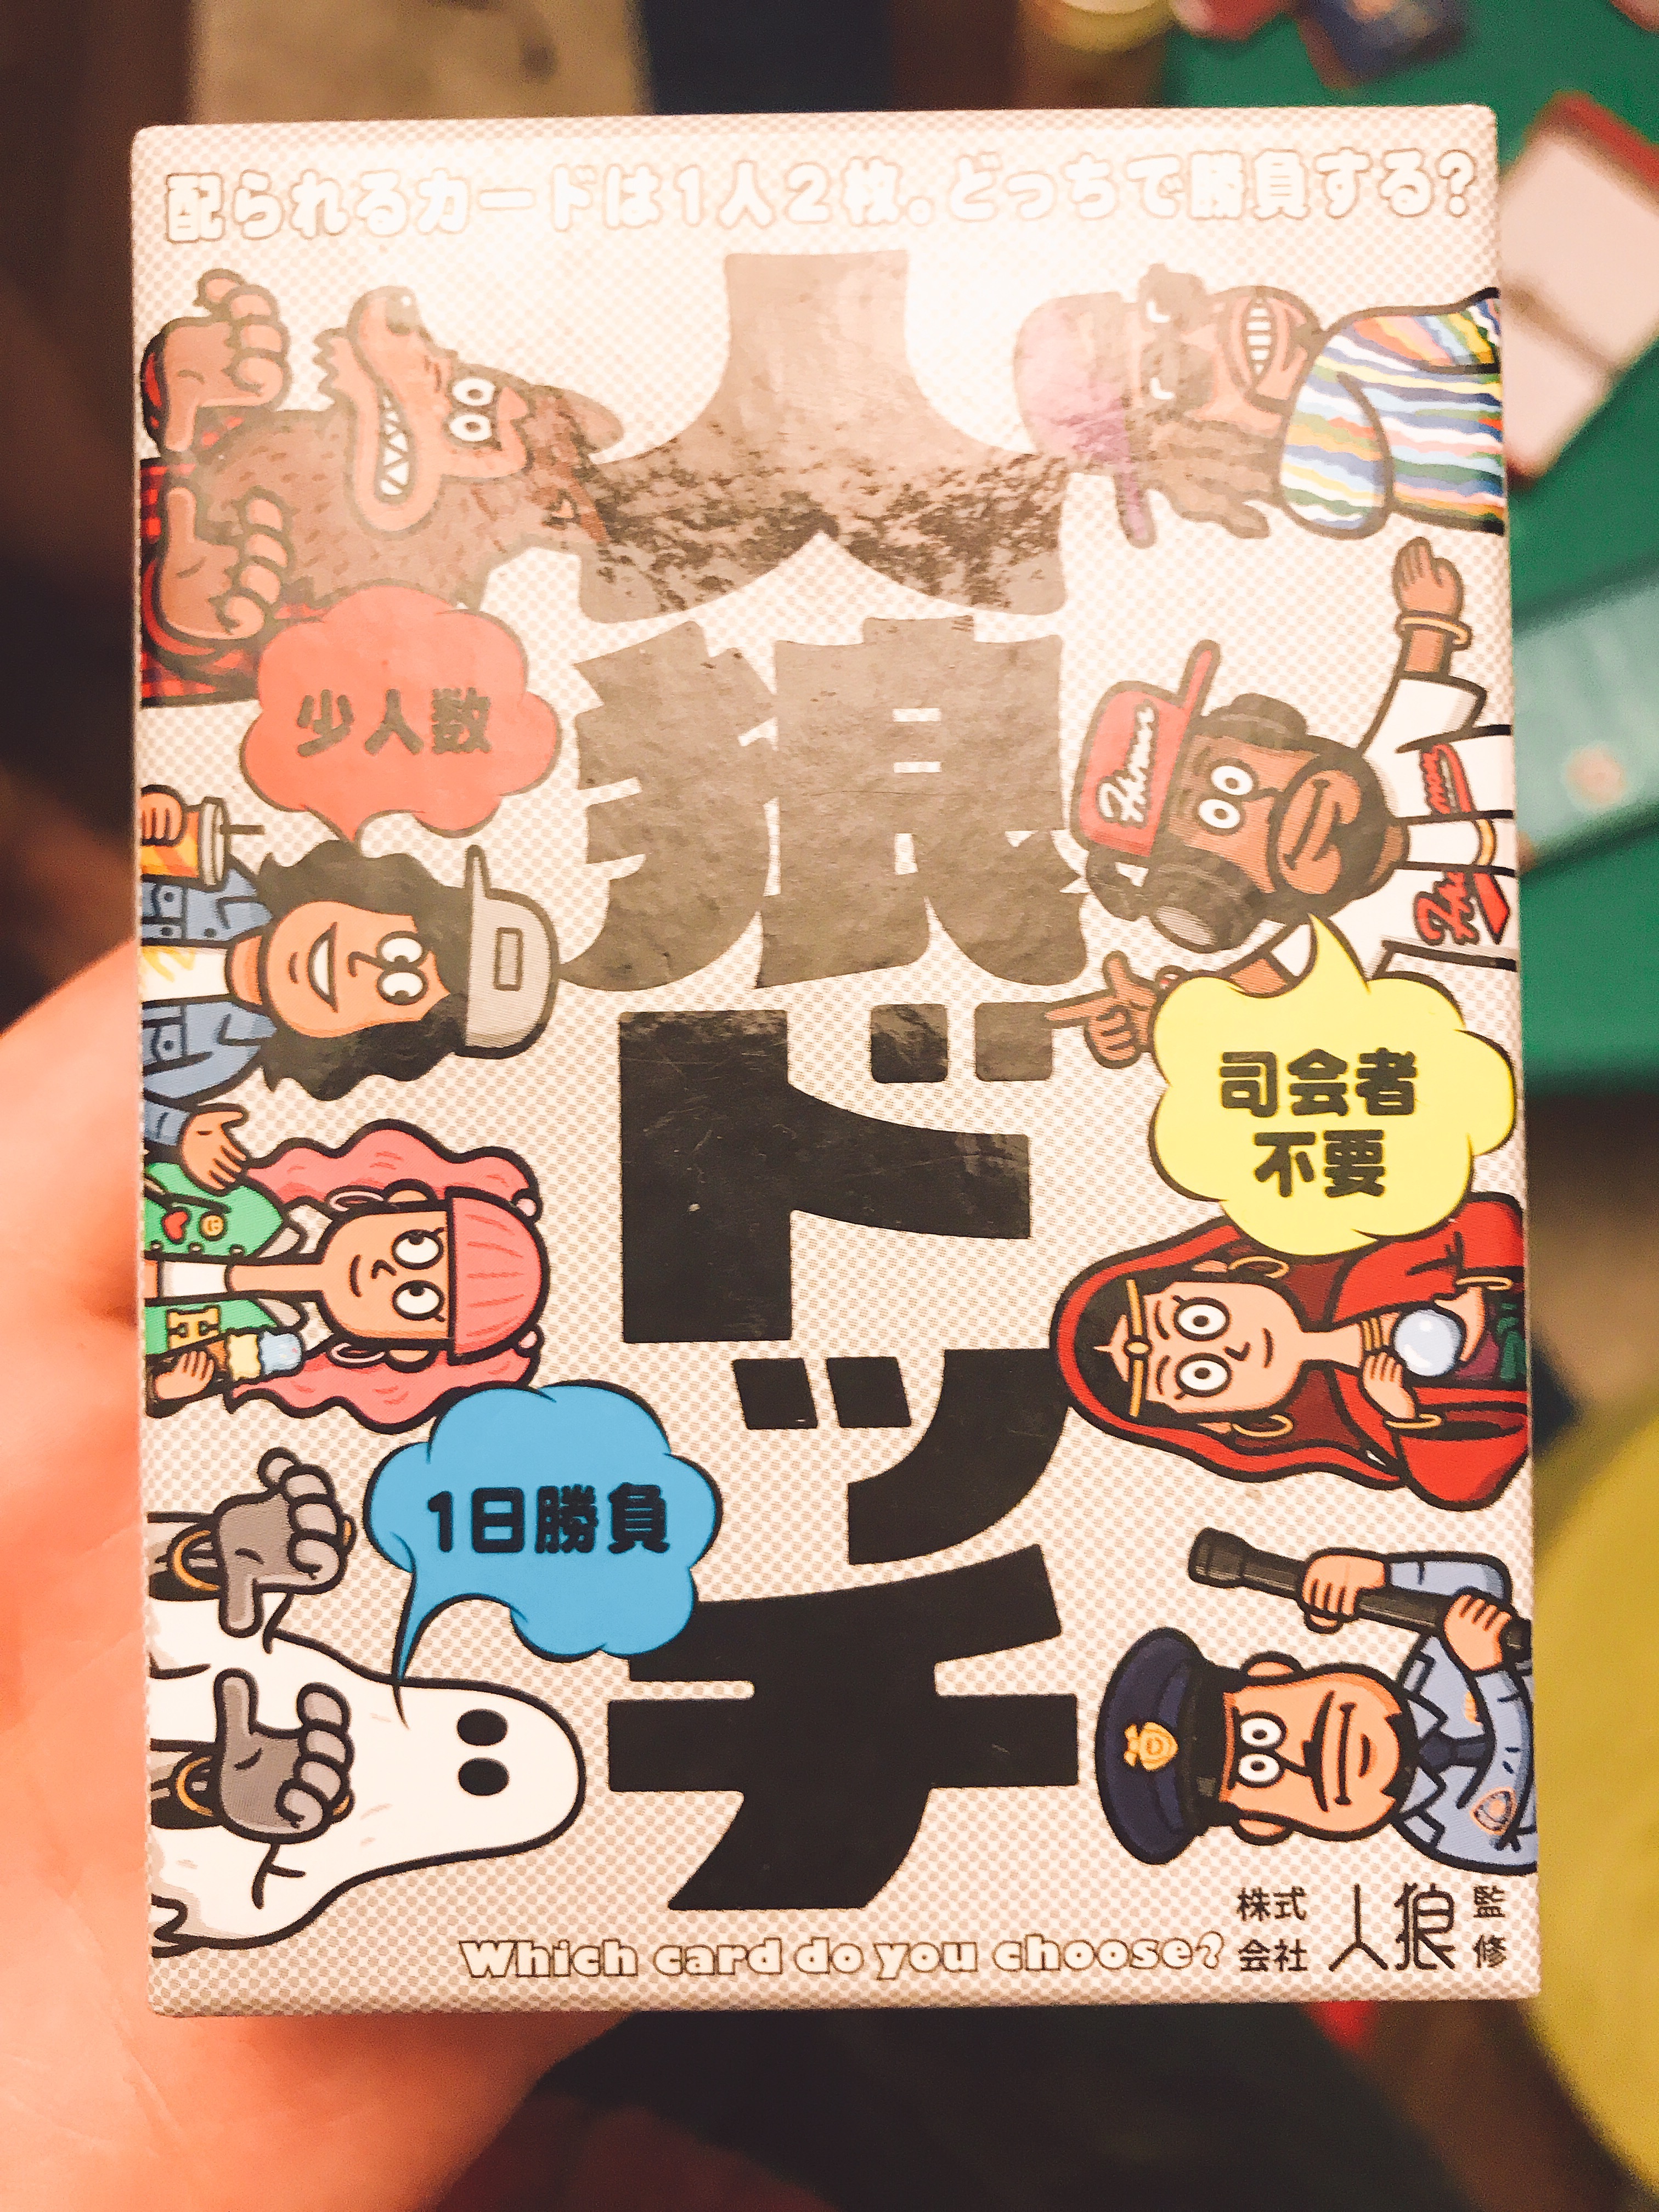 配られるカードは1人2枚。どっちで勝負する?
人狼ドッチ
少人数
司会者
不要
1日勝負
Which card do you choose?
株式
会社
人狼
監
修